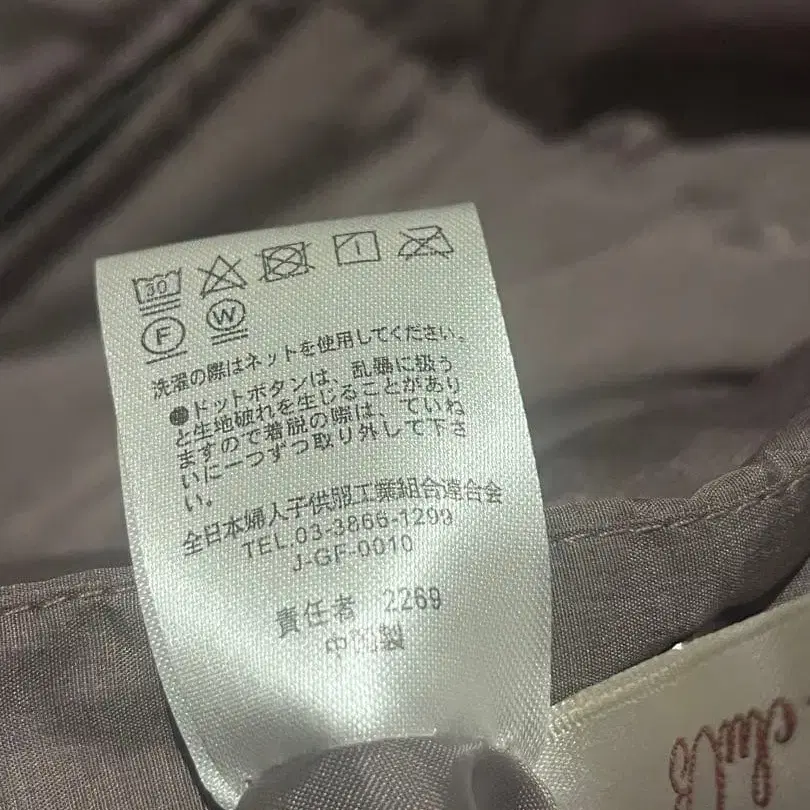 30
F W
洗濯の際はネットを使用してください。
●ドットボタンは、乱暴に扱う
と生地破れを生じることがあり
ますので着脱の際は、ていね
いに一つずつ取り外して下さ
い。
全日本婦人子供服工業組合連合会
TEL.03-3866-1299
J-GF-0010
責任者 2269
中国製